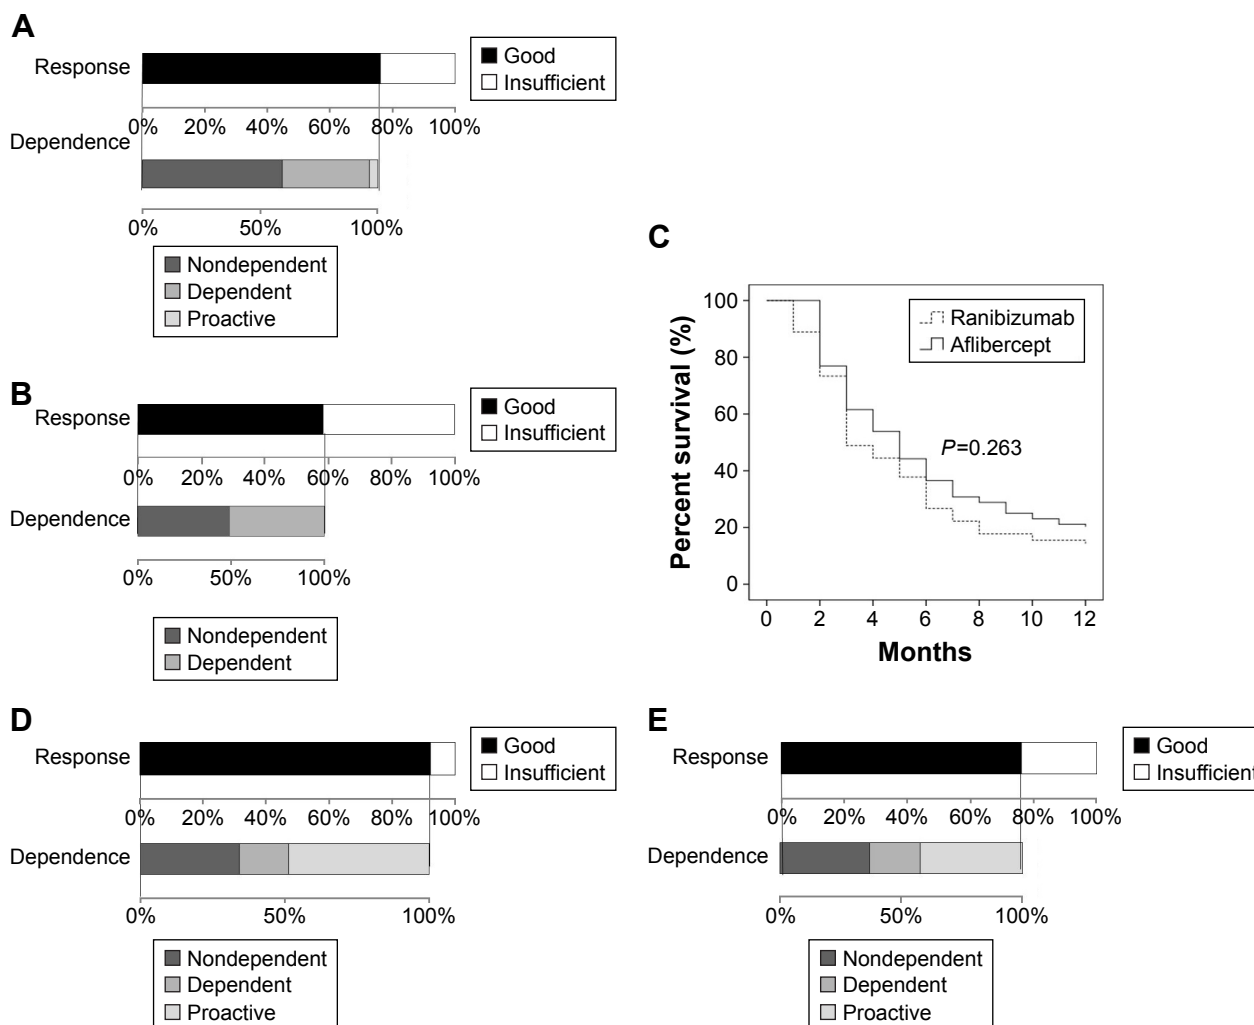 A
Response
Good
Insufficient
0% 20% 40% 60% 80% 100%
Dependence
0% 50% 100%
Nondependent
Dependent
Proactive
B
Response
Good
Insufficient
0% 20% 40% 60% 80% 100%
Dependence
0% 50% 100%
Nondependent
Dependent
C
Percent survival (%)
100
80
60
40
20
0
Ranibizumab
Aflibercept
P=0.263
0 2 4 6 8 10 12
Months
D
Response
Good
Insufficient
0% 20% 40% 60% 80% 100%
Dependence
0% 50% 100%
Nondependent
Dependent
Proactive
E
Response
Good
Insufficient
0% 20% 40% 60% 80% 100%
Dependence
0% 50% 100%
Nondependent
Dependent
Proactive